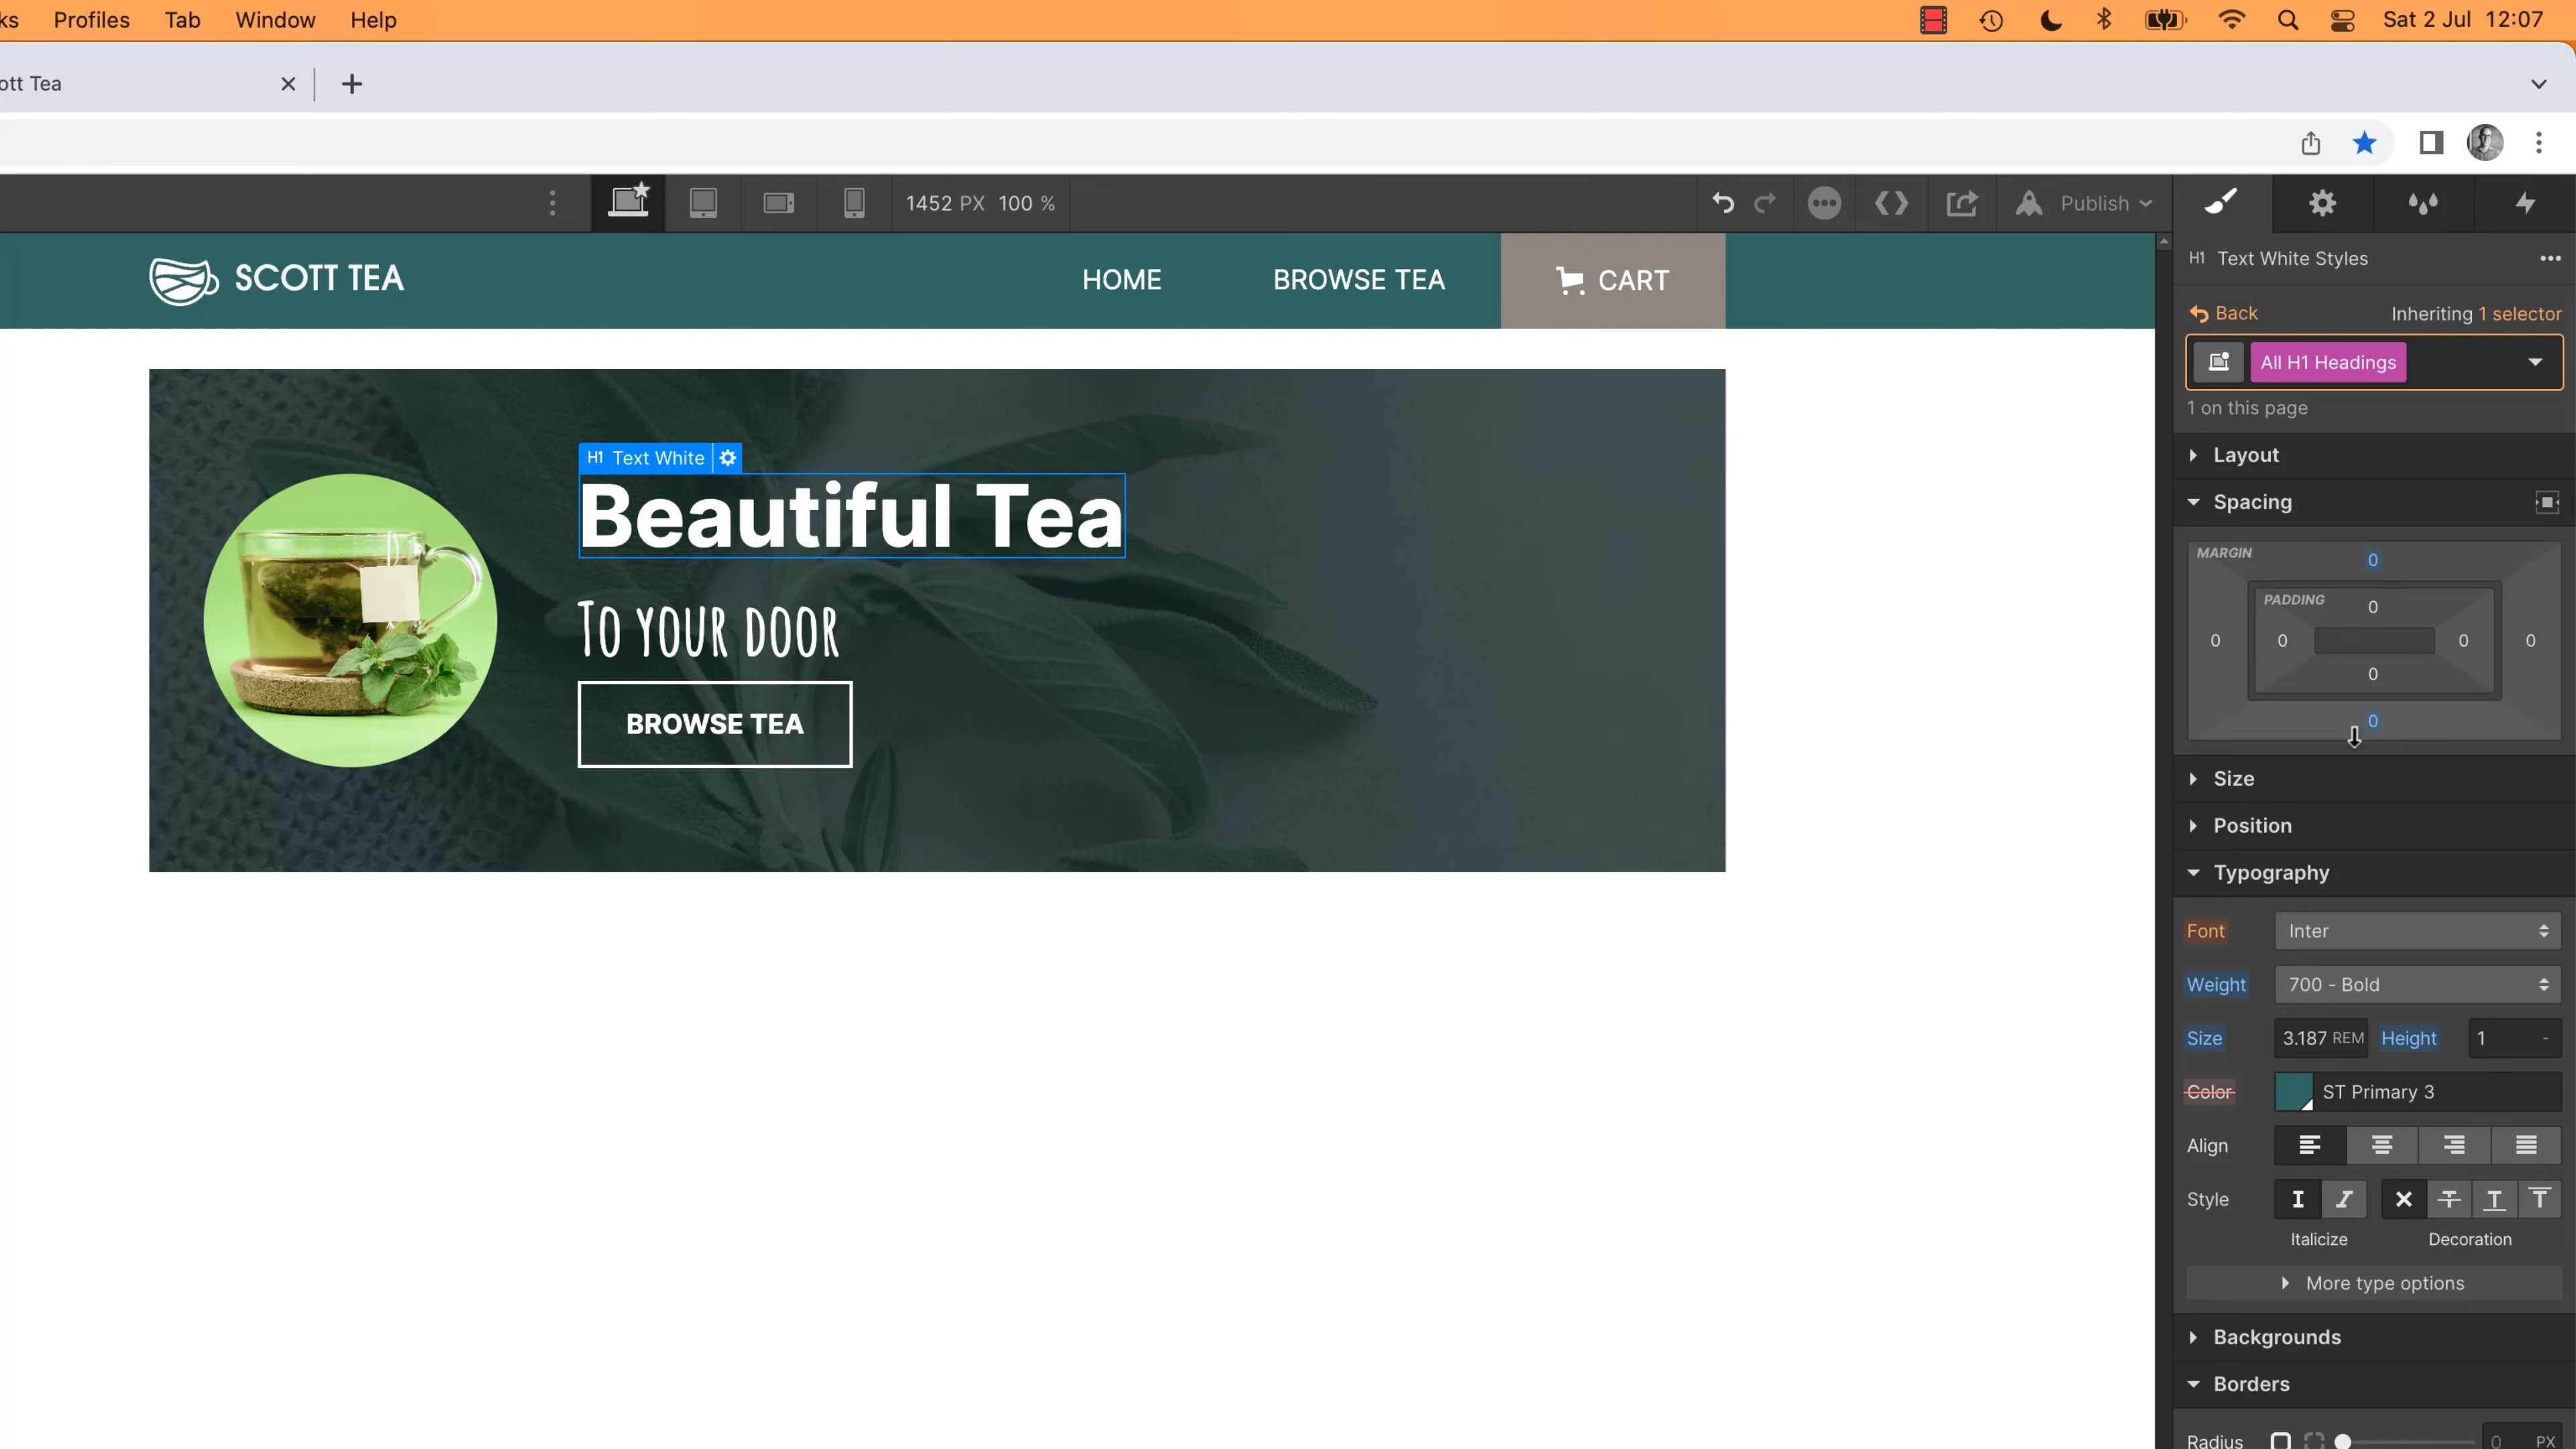 ks Profiles Tab Window Help Sat 2 Jul 12:07
ott Tea
1452 PX 100 % Publish
SCOTT TEA HOME BROWSE TEA CART
H1 Text White
Beautiful Tea
To your door
BROWSE TEA
H1 Text White Styles
Back Inheriting 1 selector
All H1 Headings
1 on this page
Layout
Spacing
MARGIN 0
PADDING 0
0 0 0 0
0
0
Size
Position
Typography
Font Inter
Weight 700 - Bold
Size 3.187 REM Height 1 -
Color ST Primary 3
Align
Style
Italicize Decoration
More type options
Backgrounds
Borders
Radius 0 PX